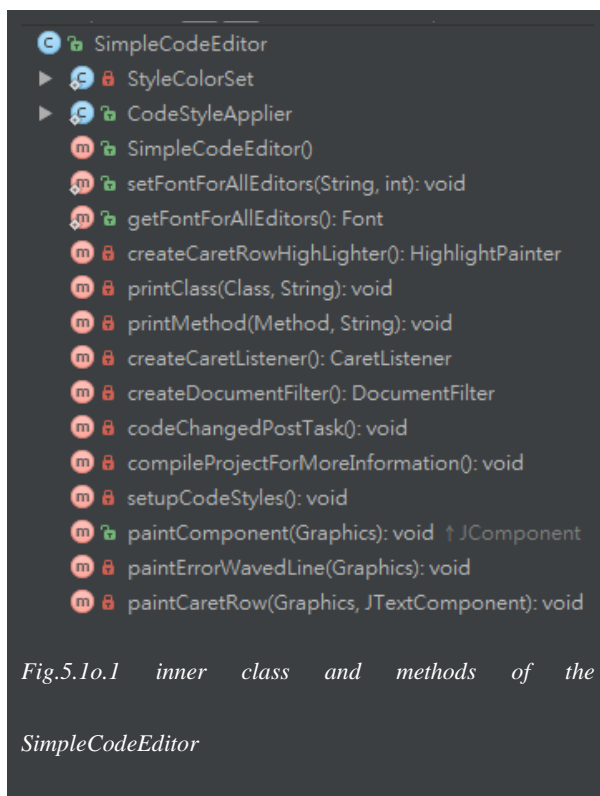 SimpleCodeEditor
StyleColorSet
CodeStyleApplier
SimpleCodeEditor()
setFontForAllEditors(String, int): void
getFontForAllEditors(): Font
createCaretRowHighLighter(): HighlightPainter
printClass(Class, String): void
printMethod(Method, String): void
createCaretListener(): CaretListener
createDocumentFilter(): DocumentFilter
codeChangedPostTask(): void
compileProjectForMoreInformation(): void
setupCodeStyles(): void
paintComponent(Graphics): void ↑JComponent
paintErrorWavedLine(Graphics): void
paintCaretRow(Graphics, JTextComponent): void
Fig.5.1o.1 inner class and methods of the
SimpleCodeEditor